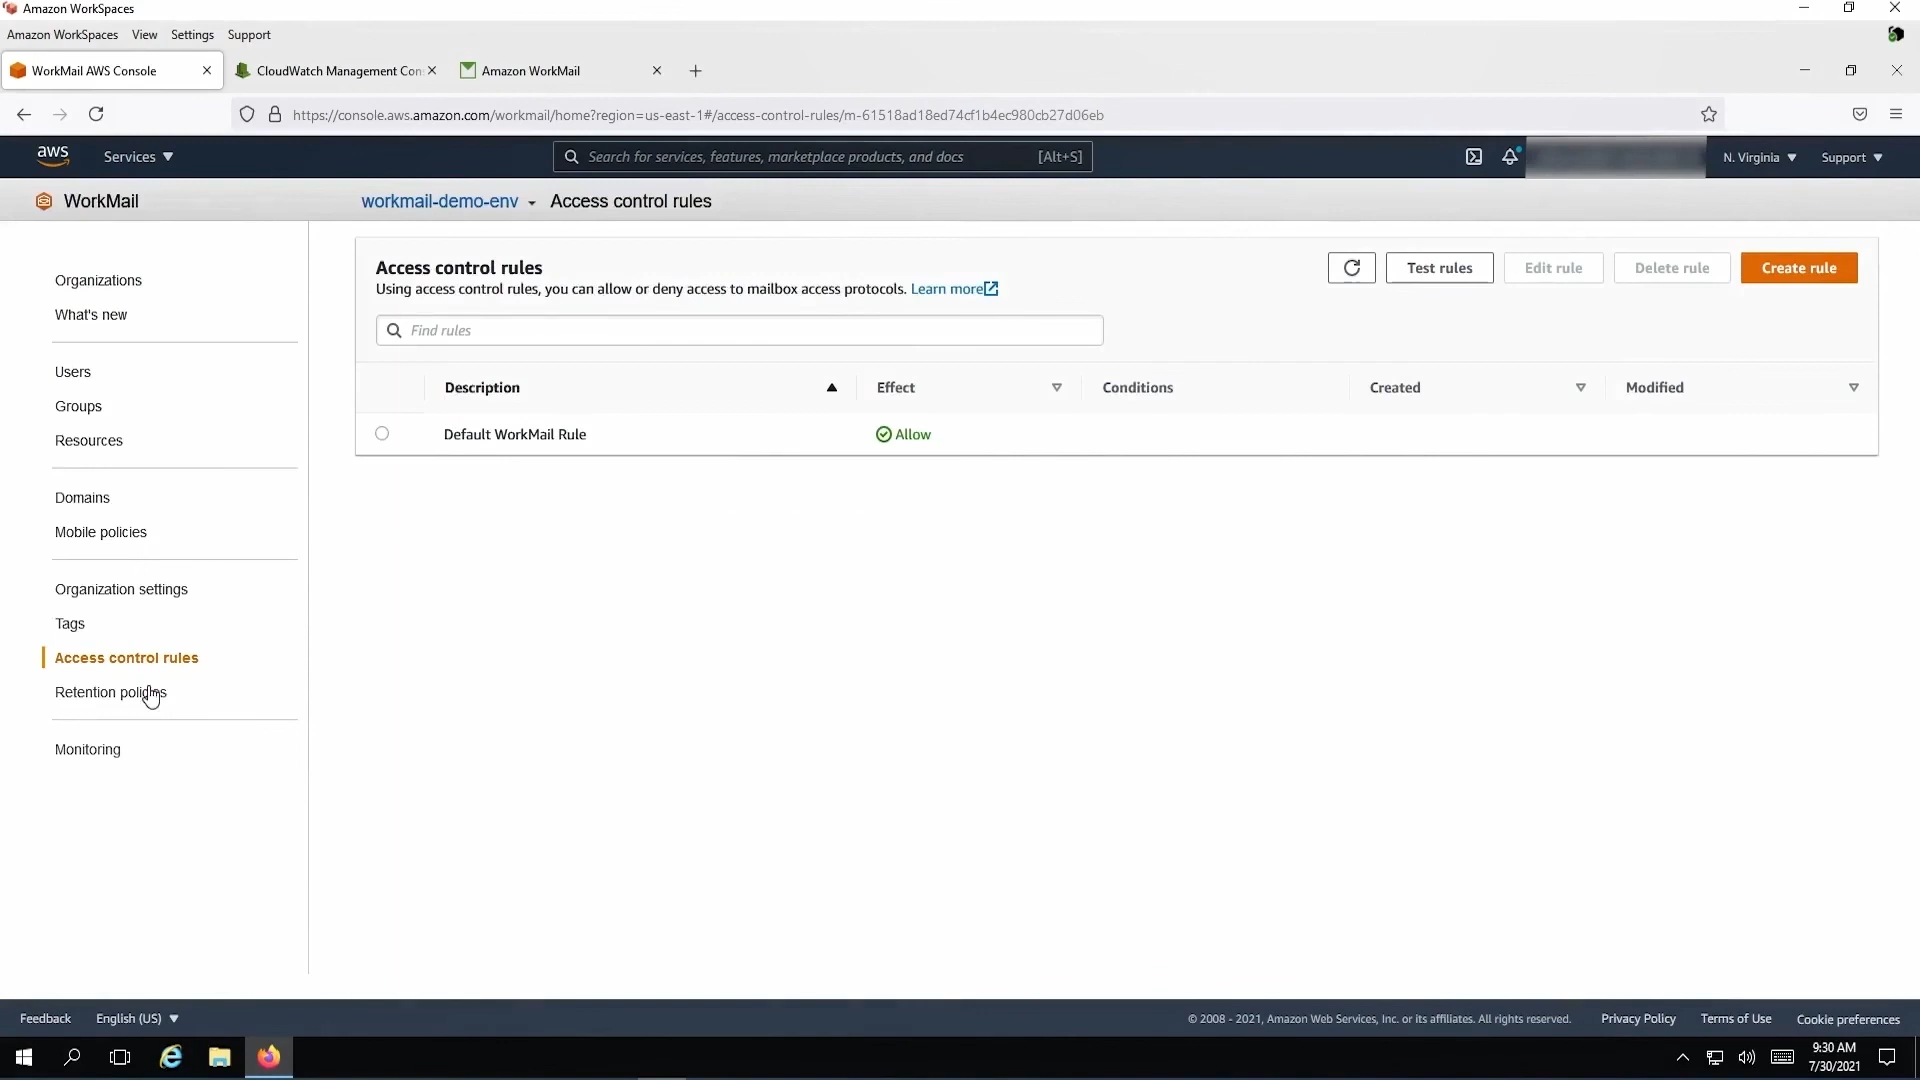 Amazon WorkSpaces
Amazon WorkSpaces View Settings Support
WorkMail AWS Console
CloudWatch Management Con
Amazon WorkMail
https://console.aws.amazon.com/workmail/home?region=us-east-1#/access-control-rules/m-61518ad18ed74cf1b4ec980cb27d06eb
aws
Services
Search for services, features, marketplace products, and docs [Alt+S]
N. Virginia
Support
WorkMail
workmail-demo-env
Access control rules
Organizations
What's new
Users
Groups
Resources
Domains
Mobile policies
Organization settings
Tags
Access control rules
Retention policies
Monitoring
Access control rules
Using access control rules, you can allow or deny access to mailbox access protocols. Learn more
Test rules
Edit rule
Delete rule
Create rule
Find rules
Description Effect Conditions Created Modified
Default WorkMail Rule Allow
Feedback English (US)
© 2008 - 2021, Amazon Web Services, Inc. or its affiliates. All rights reserved. Privacy Policy Terms of Use Cookie preferences
9:30 AM
7/30/2021